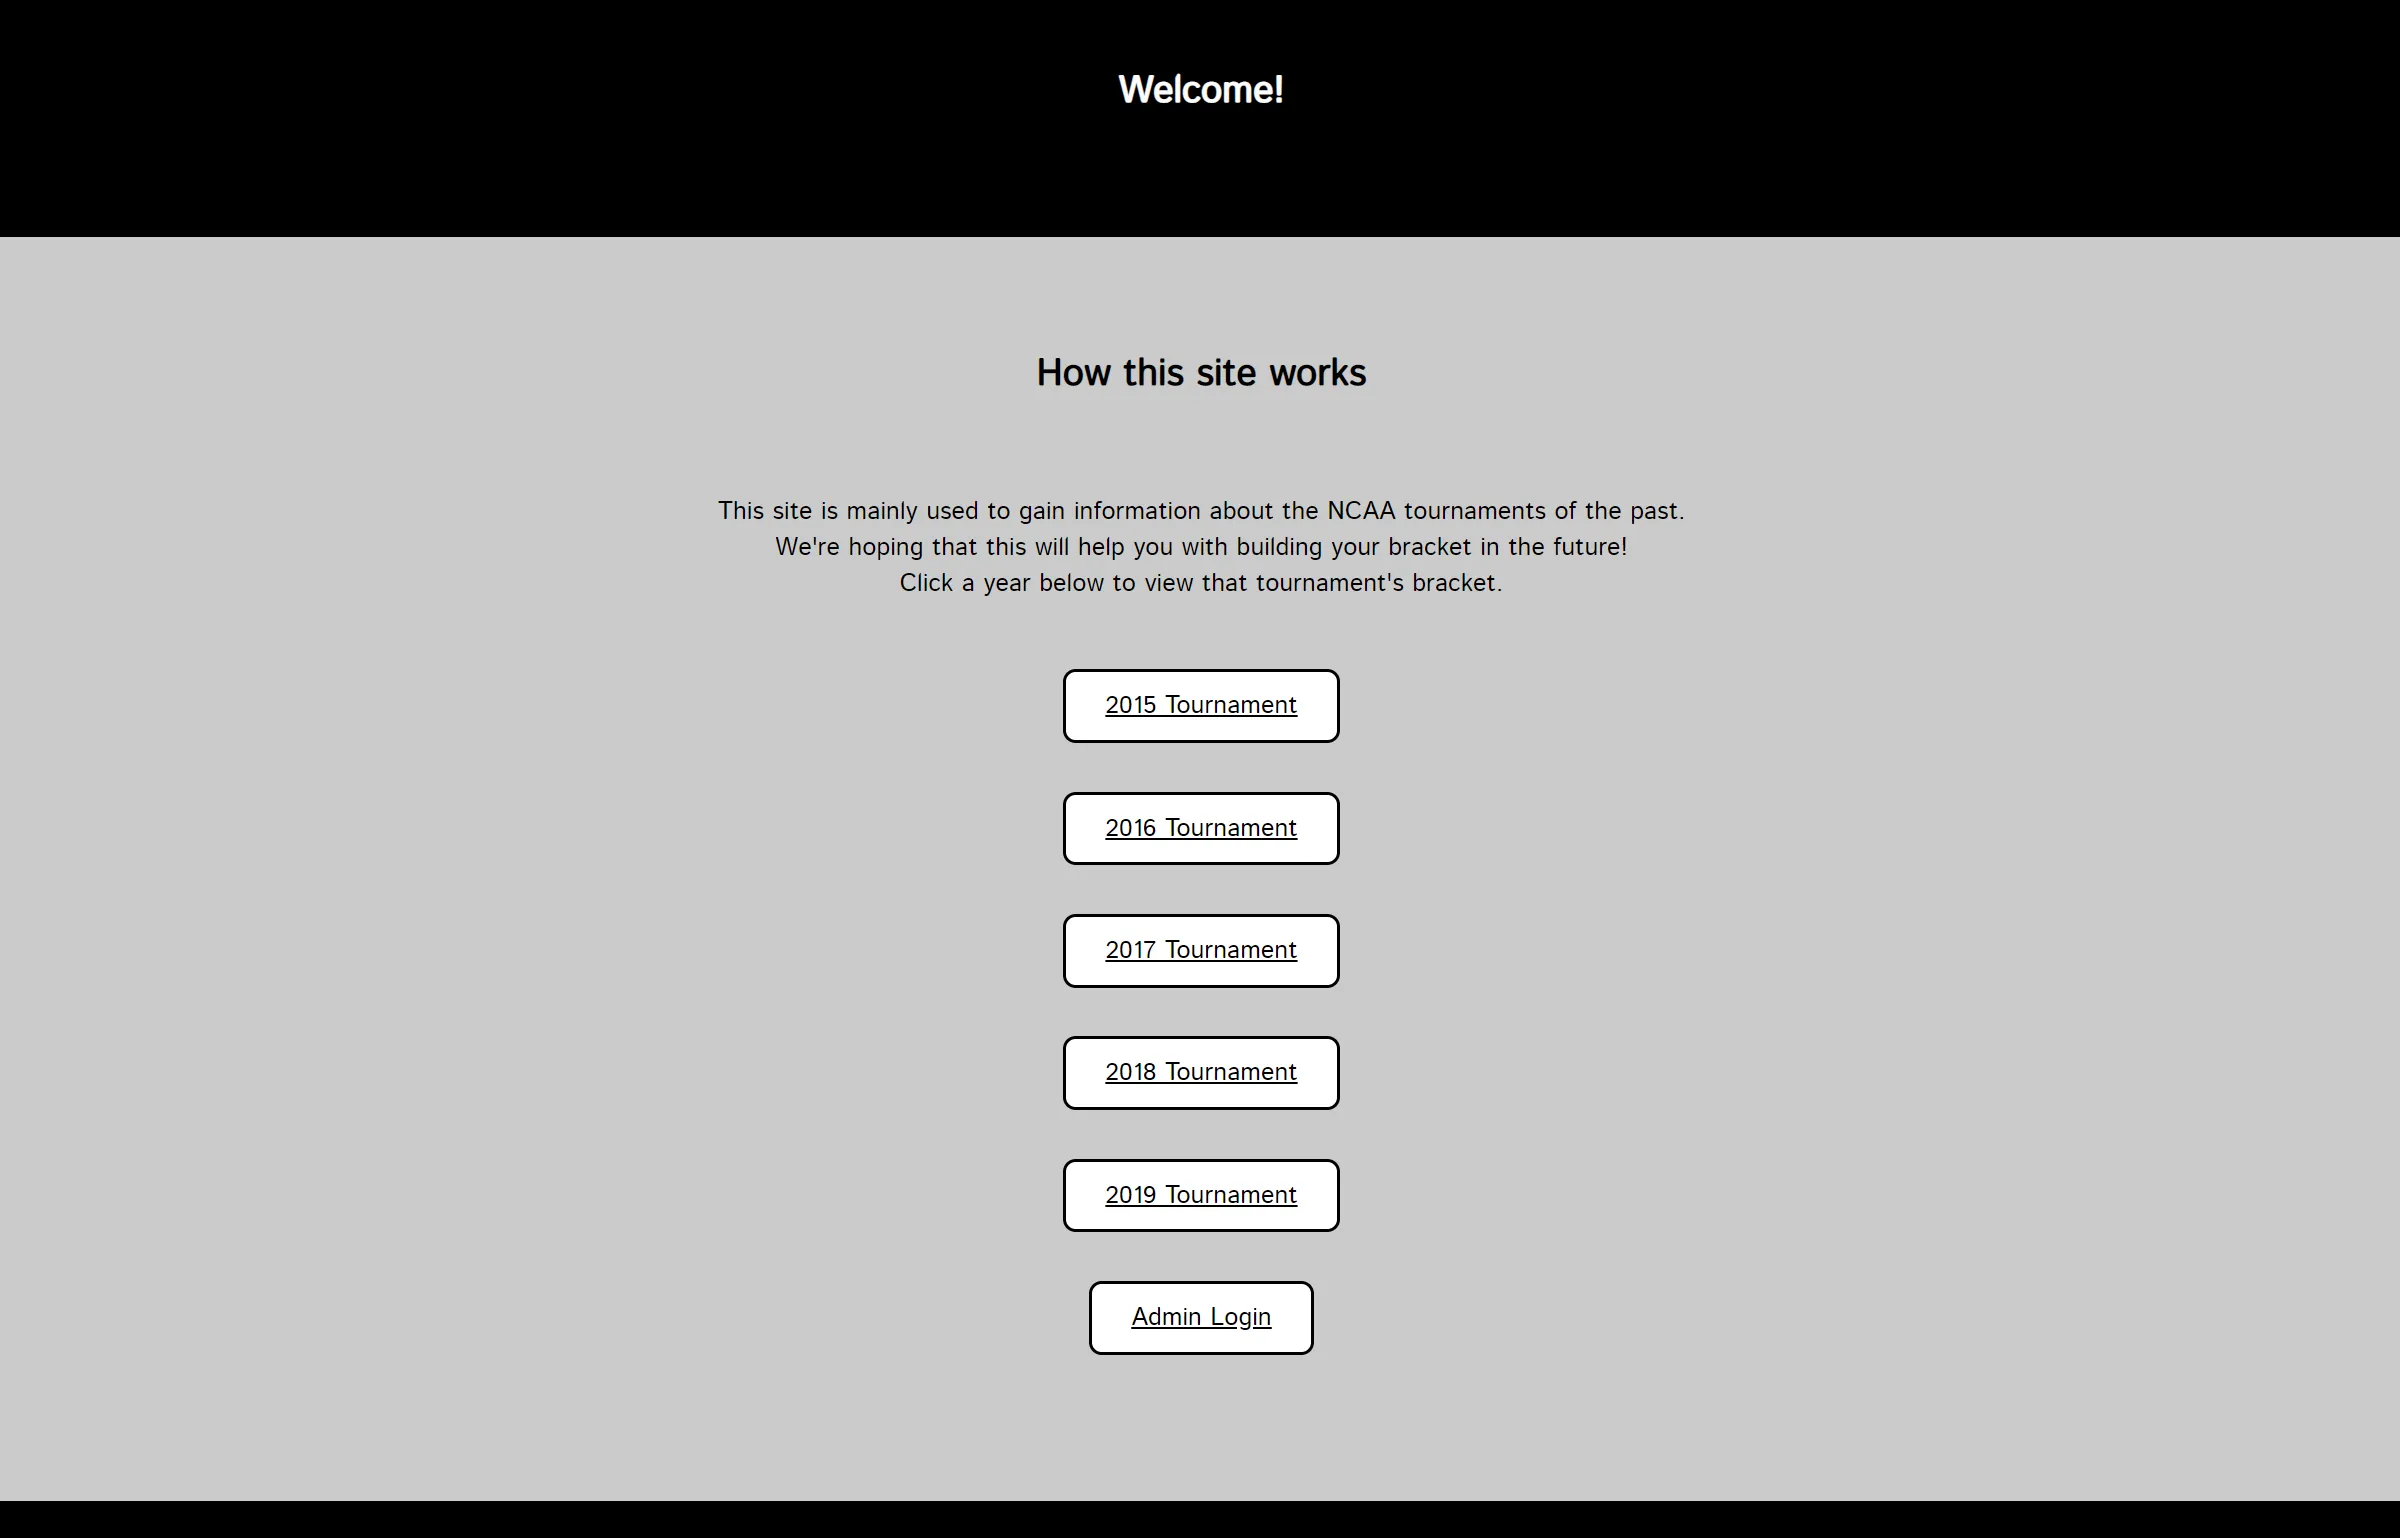 Welcome!
How this site works
This site is mainly used to gain information about the NCAA tournaments of the past.
We're hoping that this will help you with building your bracket in the future!
Click a year below to view that tournament's bracket.
2015 Tournament
2016 Tournament
2017 Tournament
2018 Tournament
2019 Tournament
Admin Login